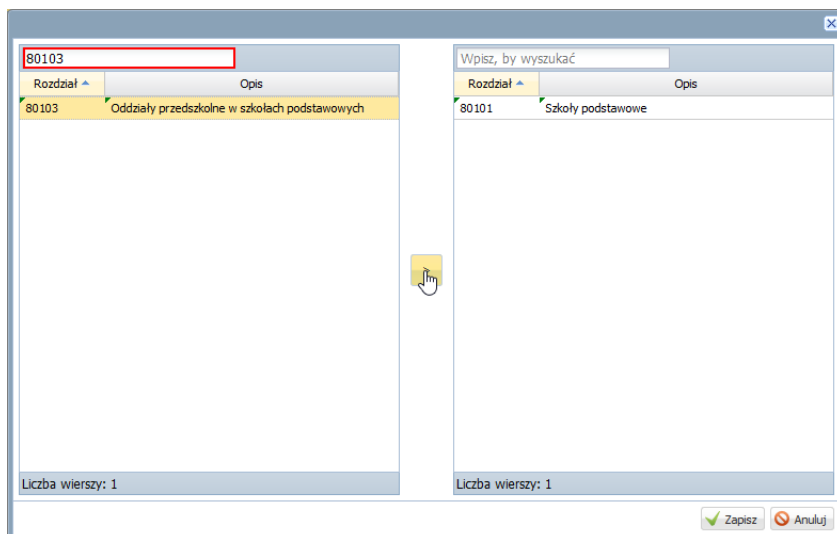 80103
Rozdział Opis
80103 Oddziały przedszkolne w szkołach podstawowych
Liczba wierszy: 1
Wpisz, by wyszukać
Rozdział Opis
80101 Szkoły podstawowe
Liczba wierszy: 1
Zapisz Anuluj